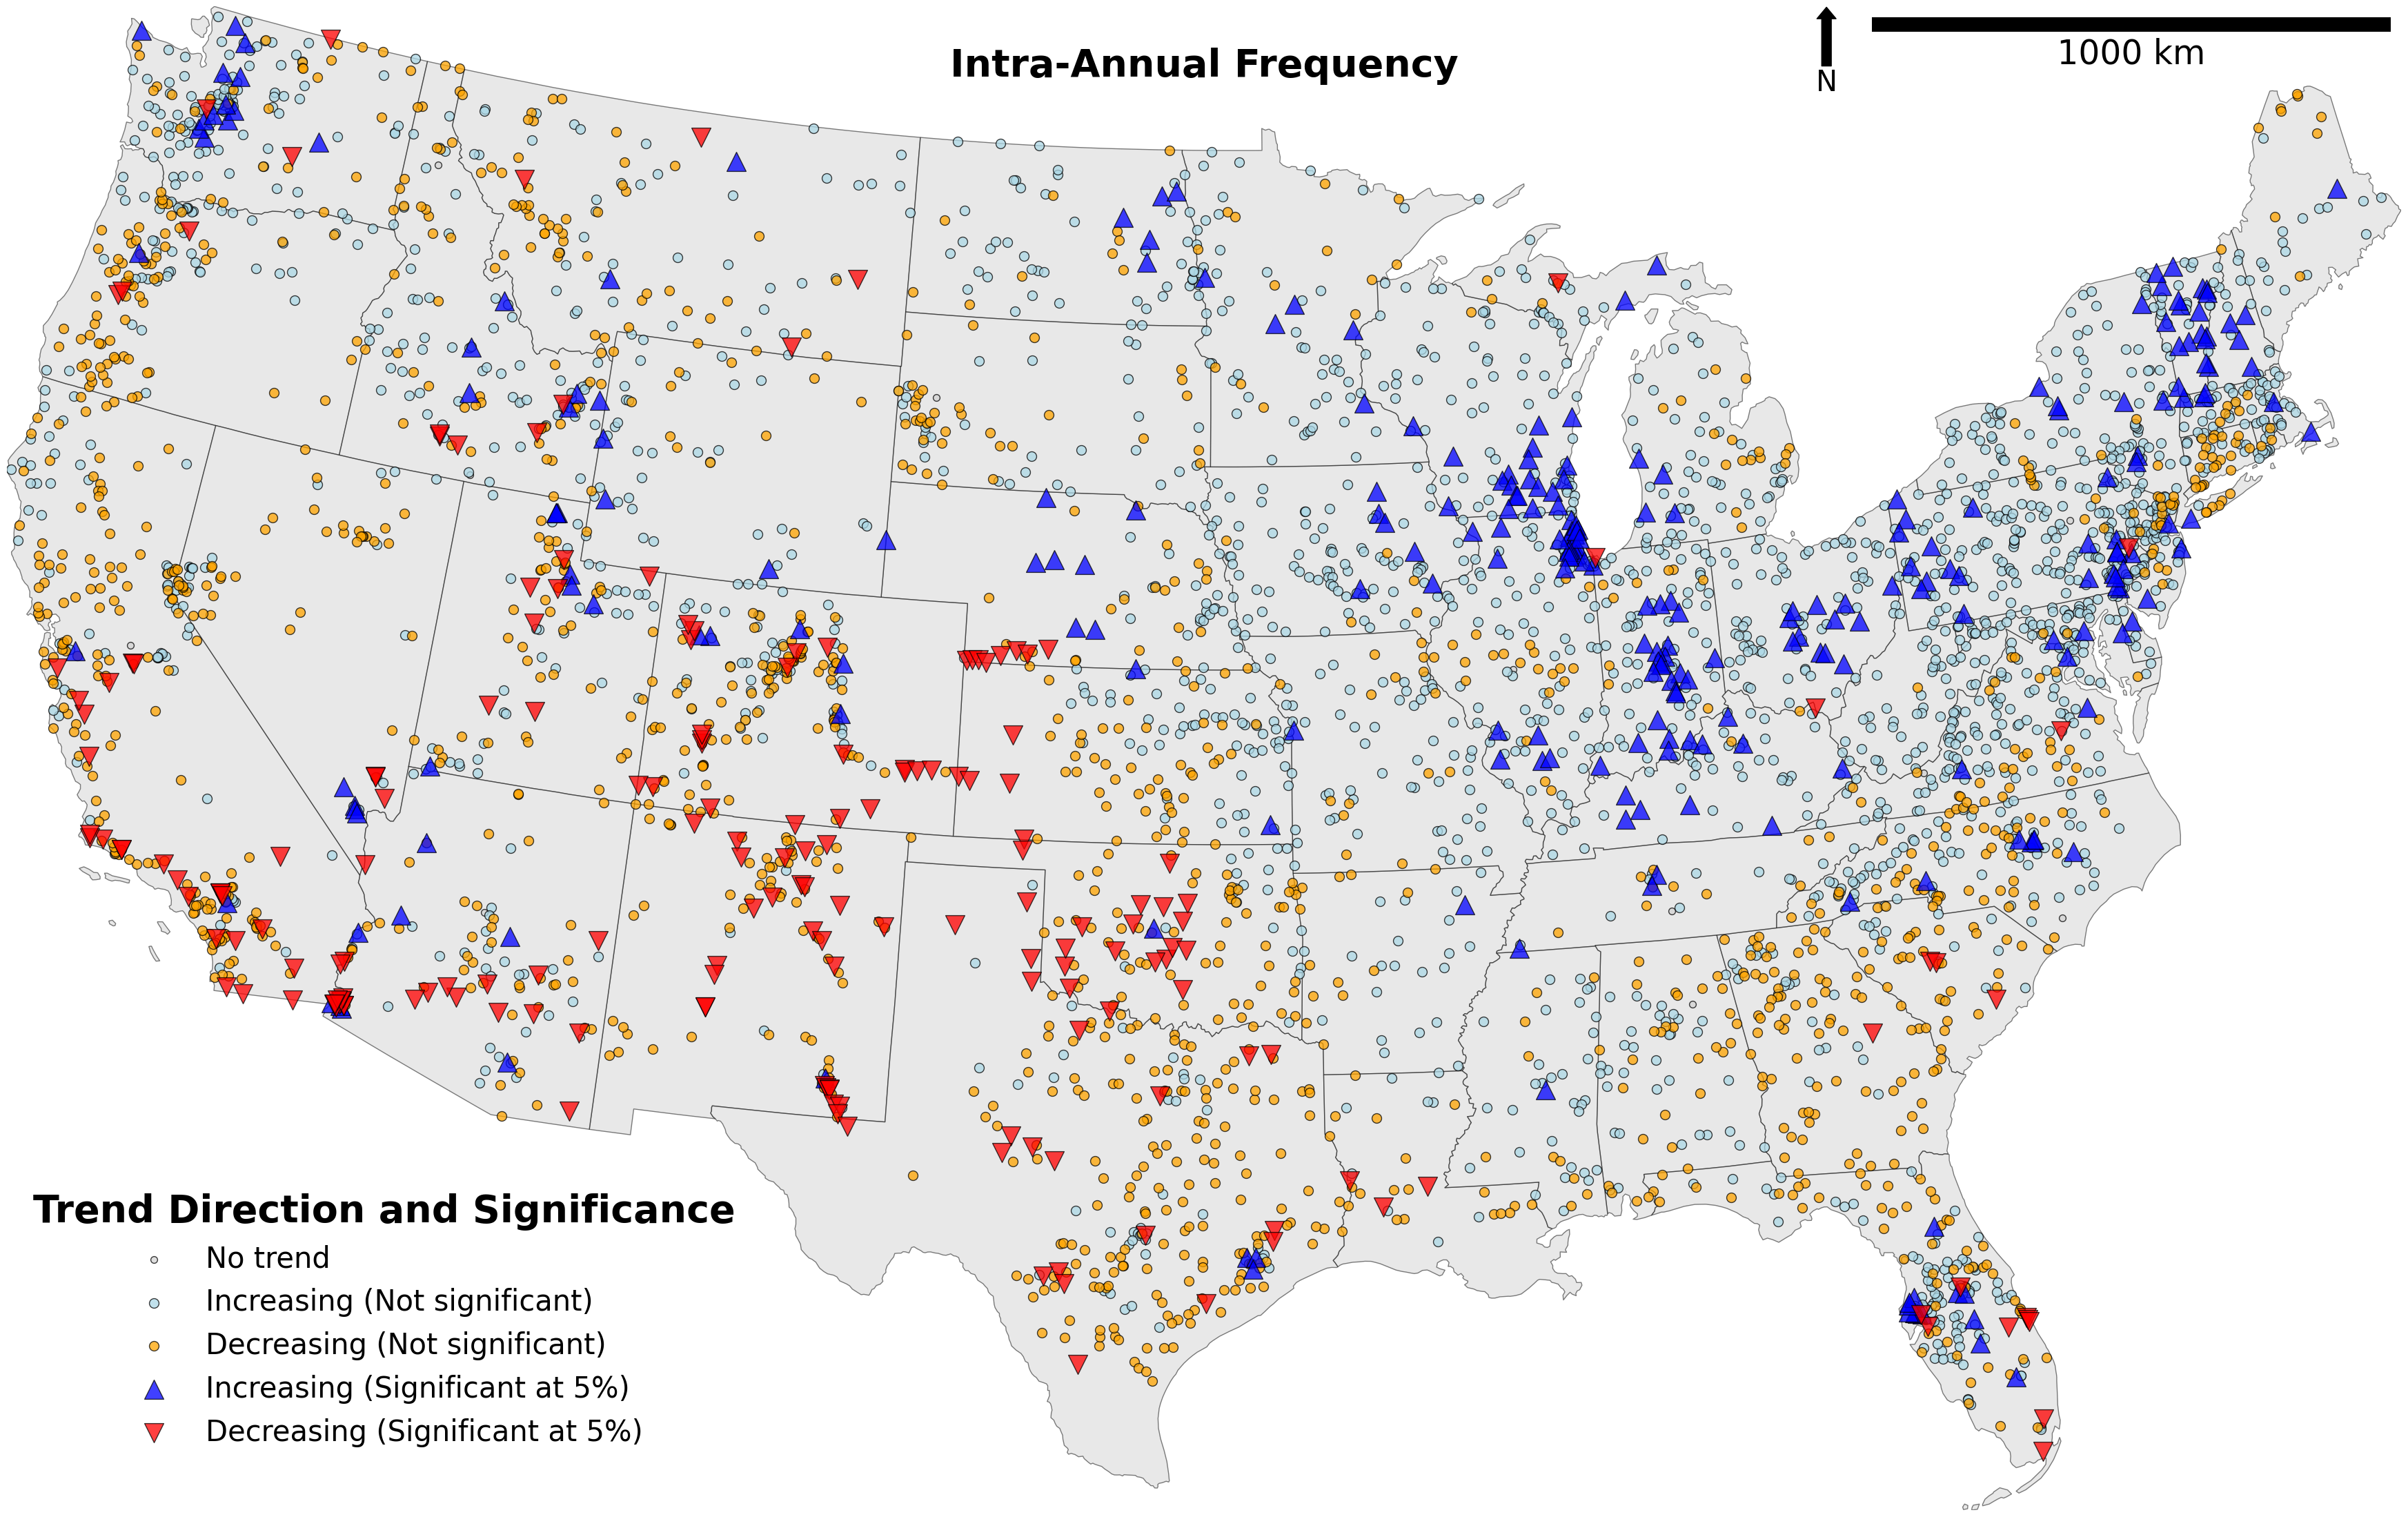 Intra-Annual Frequency
1000 km
N
Trend Direction and Significance
No trend
Increasing (Not significant)
Decreasing (Not significant)
Increasing (Significant at 5%)
Decreasing (Significant at 5%)